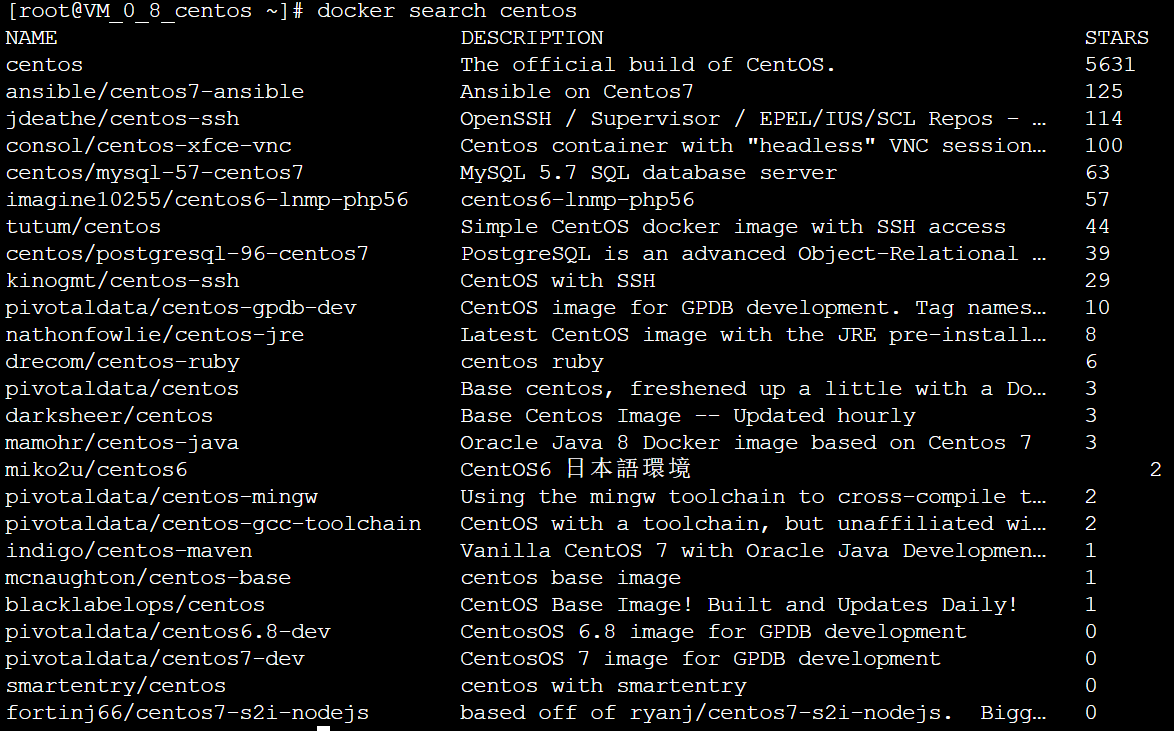 [root@VM_0_8_centos ~]# docker search centos
NAME DESCRIPTION STARS
centos The official build of CentOS. 5631
ansible/centos7-ansible Ansible on Centos7 125
jdeathe/centos-ssh OpenSSH / Supervisor / EPEL/IUS/SCL Repos - … 114
consol/centos-xfce-vnc Centos container with "headless" VNC session… 100
centos/mysql-57-centos7 MySQL 5.7 SQL database server 63
imagine10255/centos6-lnmp-php56 centos6-lnmp-php56 57
tutum/centos Simple CentOS docker image with SSH access 44
centos/postgresql-96-centos7 PostgreSQL is an advanced Object-Relational … 39
kinogmt/centos-ssh CentOS with SSH 29
pivotaldata/centos-gpdb-dev CentOS image for GPDB development. Tag names… 10
nathonfowlie/centos-jre Latest CentOS image with the JRE pre-install… 8
drecom/centos-ruby centos ruby 6
pivotaldata/centos Base centos, freshened up a little with a Do… 3
darksheer/centos Base Centos Image -- Updated hourly 3
mamohr/centos-java Oracle Java 8 Docker image based on Centos 7 3
miko2u/centos6 CentOS6 日本語環境 2
pivotaldata/centos-mingw Using the mingw toolchain to cross-compile t… 2
pivotaldata/centos-gcc-toolchain CentOS with a toolchain, but unaffiliated wi… 2
indigo/centos-maven Vanilla CentOS 7 with Oracle Java Developmen… 1
mcnaughton/centos-base centos base image 1
blacklabelops/centos CentOS Base Image! Built and Updates Daily! 1
pivotaldata/centos6.8-dev CentosOS 6.8 image for GPDB development 0
pivotaldata/centos7-dev CentosOS 7 image for GPDB development 0
smartentry/centos centos with smartentry 0
fortinj66/centos7-s2i-nodejs based off of ryanj/centos7-s2i-nodejs.  Bigg… 0